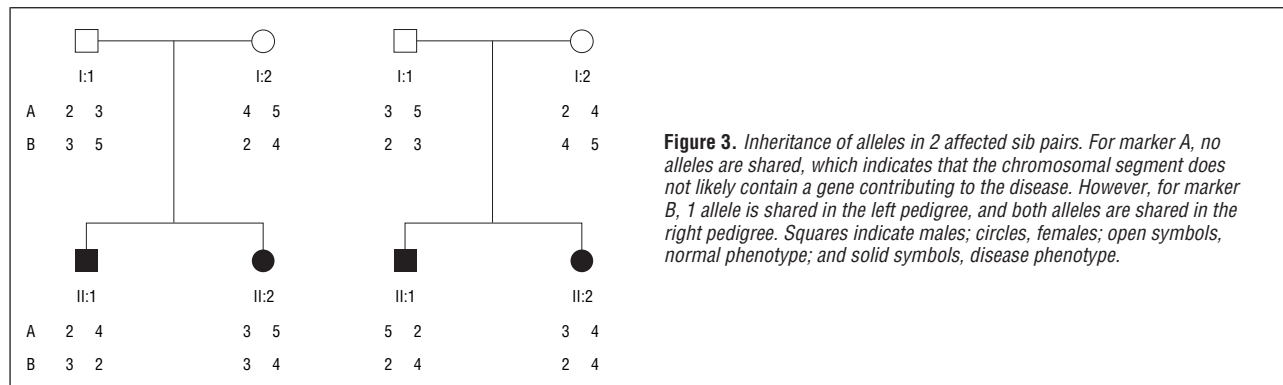 I:1 I:2 I:1 I:2
A 2 3 4 5 3 5 2 4
B 3 5 2 4 2 3 4 5
II:1 II:2 II:1 II:2
A 2 4 3 5 5 2 3 4
B 3 2 3 4 2 4 2 4
Figure 3. Inheritance of alleles in 2 affected sib pairs. For marker A, no
alleles are shared, which indicates that the chromosomal segment does
not likely contain a gene contributing to the disease. However, for marker
B, 1 allele is shared in the left pedigree, and both alleles are shared in the
right pedigree. Squares indicate males; circles, females; open symbols,
normal phenotype; and solid symbols, disease phenotype.